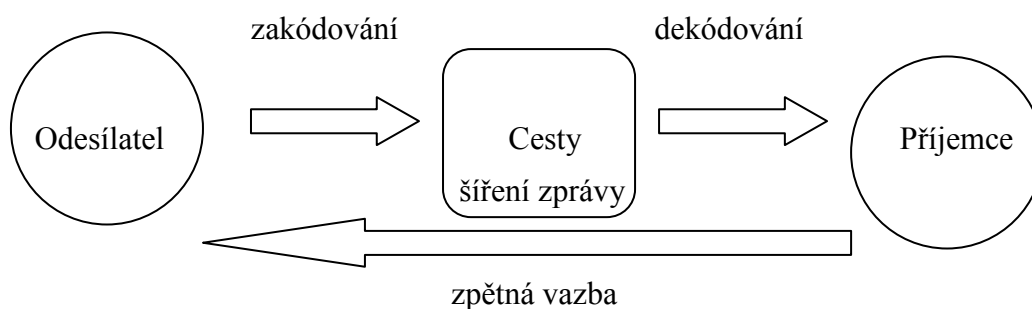 zakódování
dekódování
Odesílatel
Cesty
šíření zprávy
Příjemce
zpětná vazba